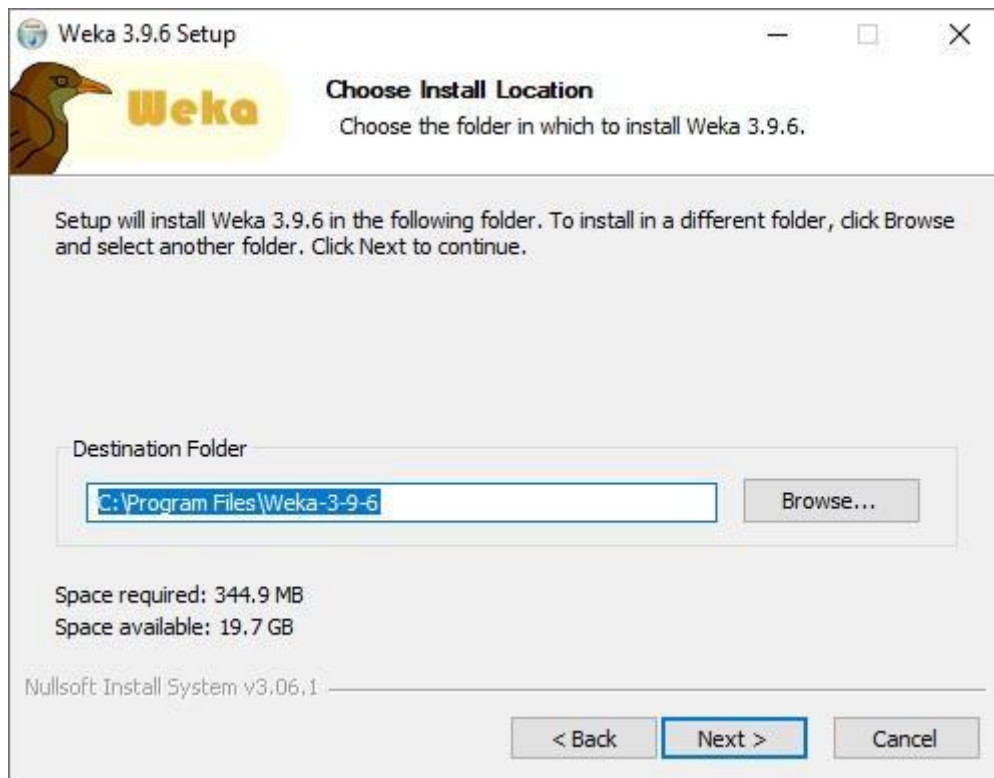 Weka 3.9.6 Setup
Weka
Choose Install Location
Choose the folder in which to install Weka 3.9.6.
Setup will install Weka 3.9.6 in the following folder. To install in a different folder, click Browse
and select another folder. Click Next to continue.
Destination Folder
C:\Program Files\Weka-3-9-6
Browse...
Space required: 344.9 MB
Space available: 19.7 GB
Nullsoft Install System v3.06.1
< Back
Next >
Cancel